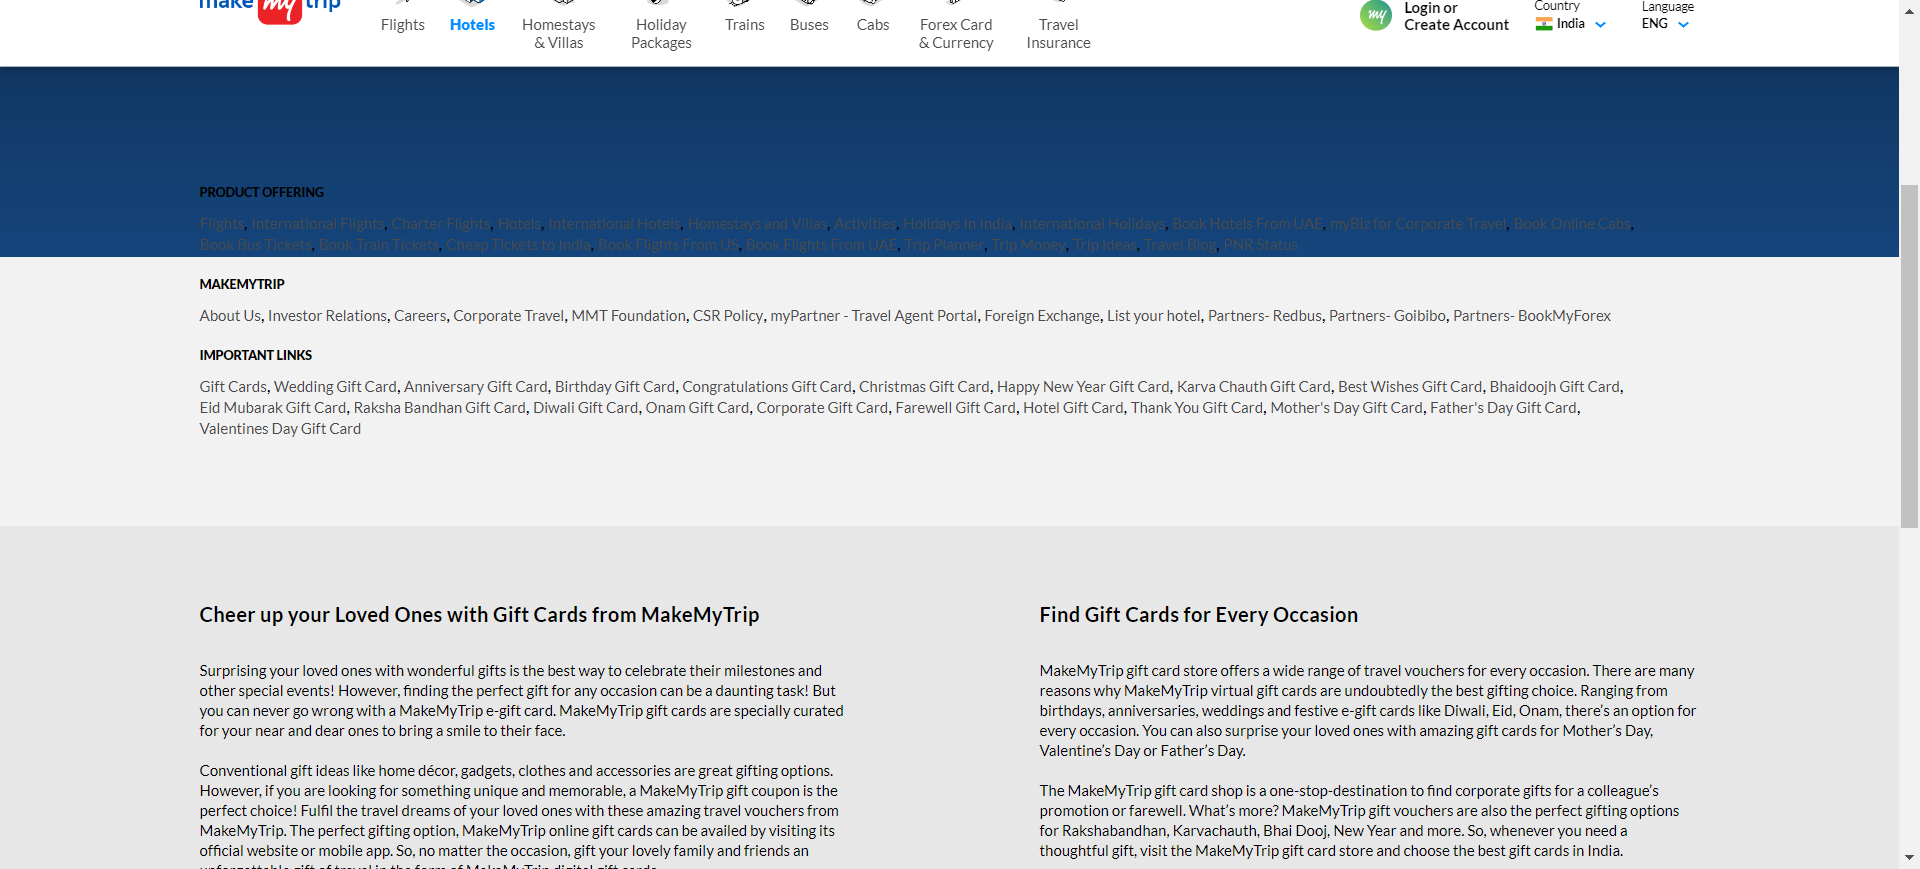 make my trip
Flights
Hotels
Homestays
& Villas
Holiday
Packages
Trains
Buses
Cabs
Forex Card
& Currency
Travel
Insurance
my
Login or
Create Account
Country
India
Language
ENG
PRODUCT OFFERING
Flights, International Flights, Charter Flights, Hotels, International Hotels, Homestays and Villas, Activities, Holidays In India, International Holidays, Book Hotels From UAE, myBiz for Corporate Travel, Book Online Cabs,
Book Bus Tickets, Book Train Tickets, Cheap Tickets to India, Book Flights From US, Book Flights From UAE, Trip Planner, Trip Money, Trip Ideas, Travel Blog, PNR Status
MAKEMYTRIP
About Us, Investor Relations, Careers, Corporate Travel, MMT Foundation, CSR Policy, myPartner - Travel Agent Portal, Foreign Exchange, List your hotel, Partners- Redbus, Partners- Goibibo, Partners- BookMyForex
IMPORTANT LINKS
Gift Cards, Wedding Gift Card, Anniversary Gift Card, Birthday Gift Card, Congratulations Gift Card, Christmas Gift Card, Happy New Year Gift Card, Karva Chauth Gift Card, Best Wishes Gift Card, Bhaidoojh Gift Card,
Eid Mubarak Gift Card, Raksha Bandhan Gift Card, Diwali Gift Card, Onam Gift Card, Corporate Gift Card, Farewell Gift Card, Hotel Gift Card, Thank You Gift Card, Mother's Day Gift Card, Father's Day Gift Card,
Valentines Day Gift Card
Cheer up your Loved Ones with Gift Cards from MakeMyTrip
Surprising your loved ones with wonderful gifts is the best way to celebrate their milestones and
other special events! However, finding the perfect gift for any occasion can be a daunting task! But
you can never go wrong with a MakeMyTrip e-gift card. MakeMyTrip gift cards are specially curated
for your near and dear ones to bring a smile to their face.
Conventional gift ideas like home décor, gadgets, clothes and accessories are great gifting options.
However, if you are looking for something unique and memorable, a MakeMyTrip gift coupon is the
perfect choice! Fulfil the travel dreams of your loved ones with these amazing travel vouchers from
MakeMyTrip. The perfect gifting option, MakeMyTrip online gift cards can be availed by visiting its
official website or mobile app. So, no matter the occasion, gift your lovely family and friends an
unforgettable gift of travel in the form of MakeMyTrip digital gift cards.
Find Gift Cards for Every Occasion
MakeMyTrip gift card store offers a wide range of travel vouchers for every occasion. There are many
reasons why MakeMyTrip virtual gift cards are undoubtedly the best gifting choice. Ranging from
birthdays, anniversaries, weddings and festive e-gift cards like Diwali, Eid, Onam, there’s an option for
every occasion. You can also surprise your loved ones with amazing gift cards for Mother’s Day,
Valentine’s Day or Father’s Day.
The MakeMyTrip gift card shop is a one-stop-destination to find corporate gifts for a colleague’s
promotion or farewell. What’s more? MakeMyTrip gift vouchers are also the perfect gifting options
for Rakshabandhan, Karvachauth, Bhai Dooj, New Year and more. So, whenever you need a
thoughtful gift, visit the MakeMyTrip gift card store and choose the best gift cards in India.